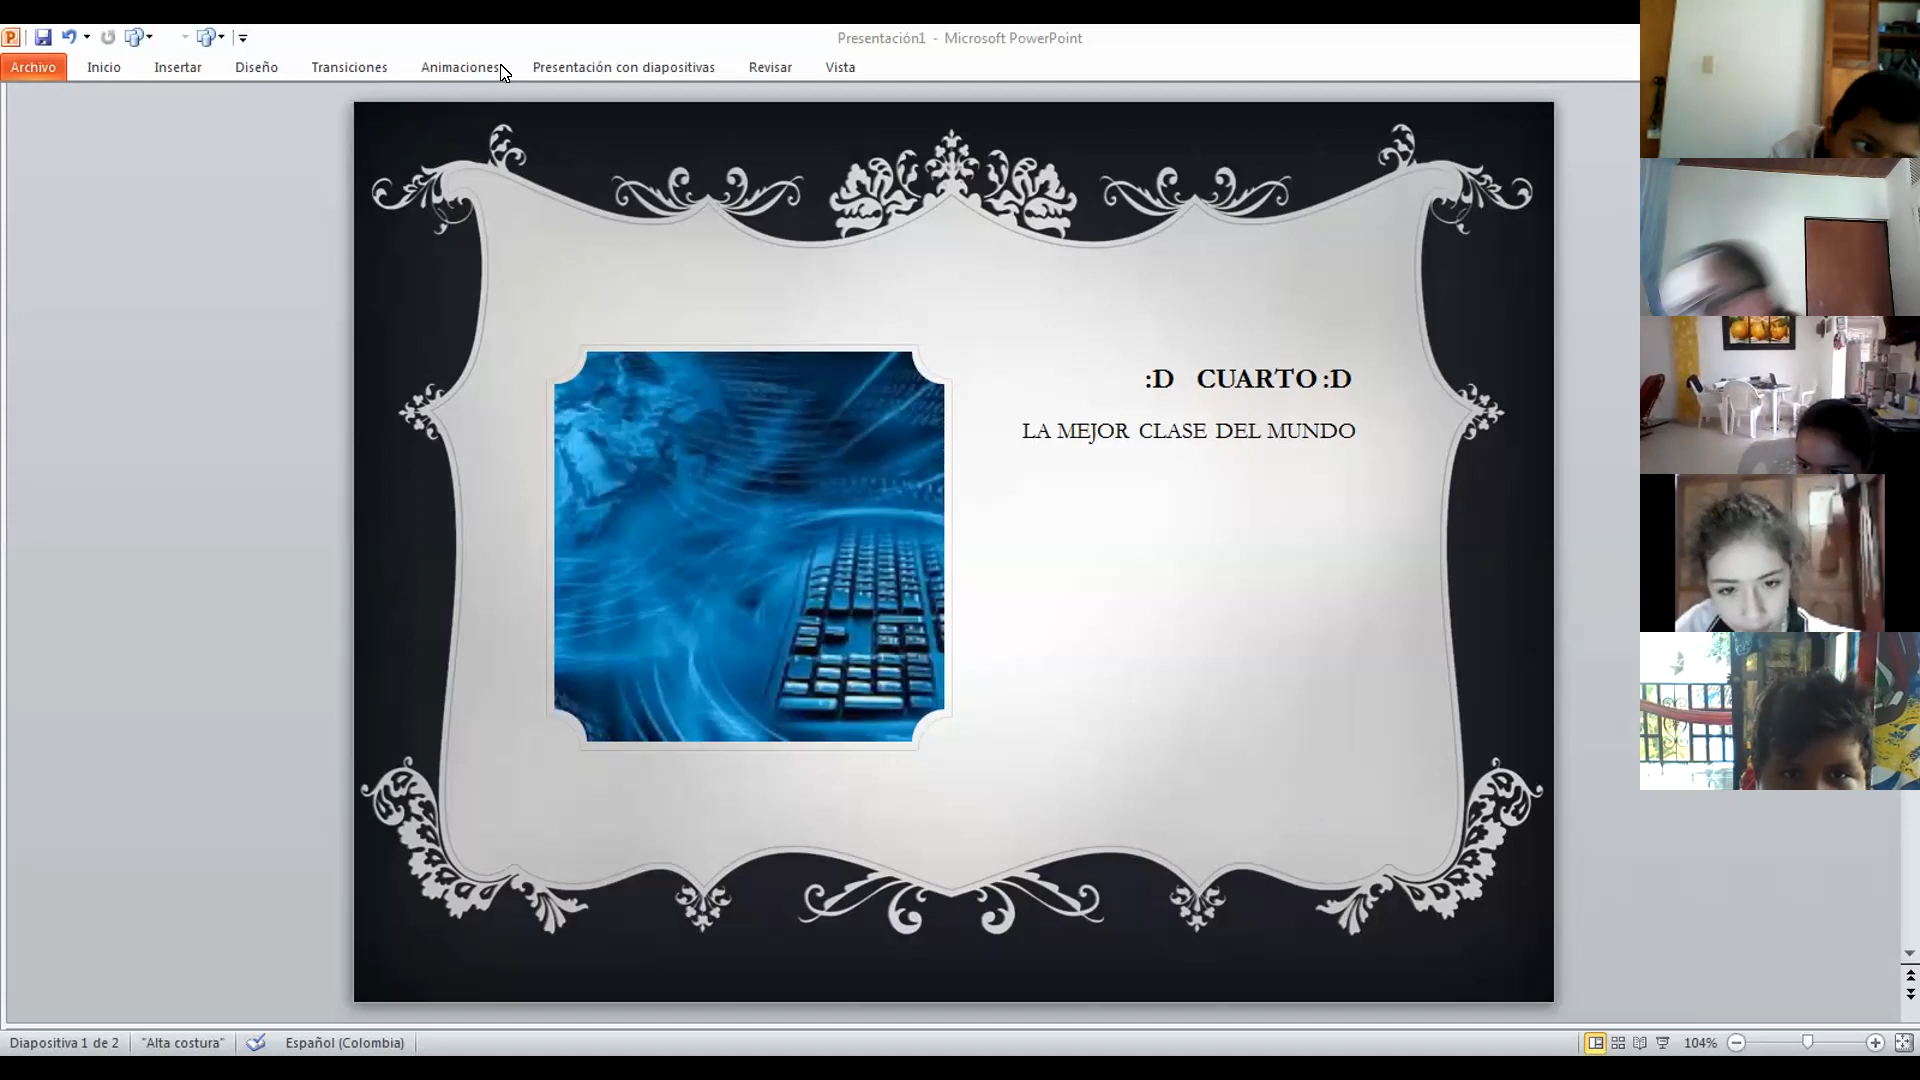 Presentación1 - Microsoft PowerPoint
Archivo Inicio Insertar Diseño Transiciones Animaciones Presentación con diapositivas Revisar Vista
:D CUARTO :D
LA MEJOR CLASE DEL MUNDO
Diapositiva 1 de 2 "Alta costura" Español (Colombia) 104%